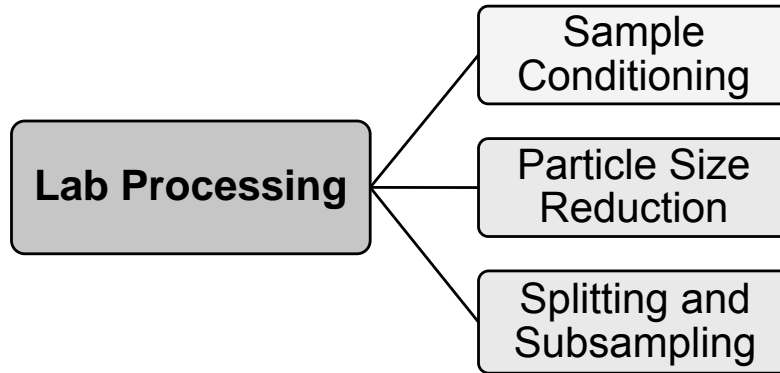 Lab Processing
Sample
Conditioning
Particle Size
Reduction
Splitting and
Subsampling